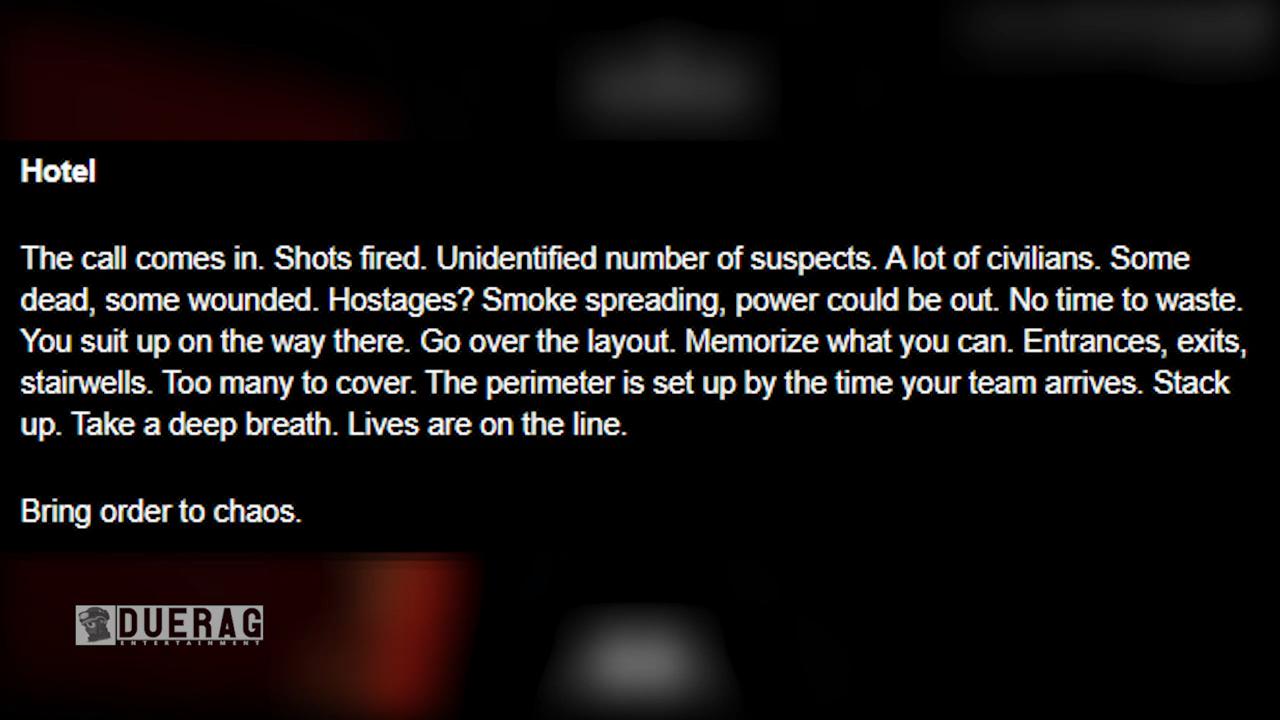 Hotel
The call comes in. Shots fired. Unidentified number of suspects. A lot of civilians. Some
dead, some wounded. Hostages? Smoke spreading, power could be out. No time to waste.
You suit up on the way there. Go over the layout. Memorize what you can. Entrances, exits,
stairwells. Too many to cover. The perimeter is set up by the time your team arrives. Stack
up. Take a deep breath. Lives are on the line.
Bring order to chaos.
DUERAG
ENTERTAINMENT